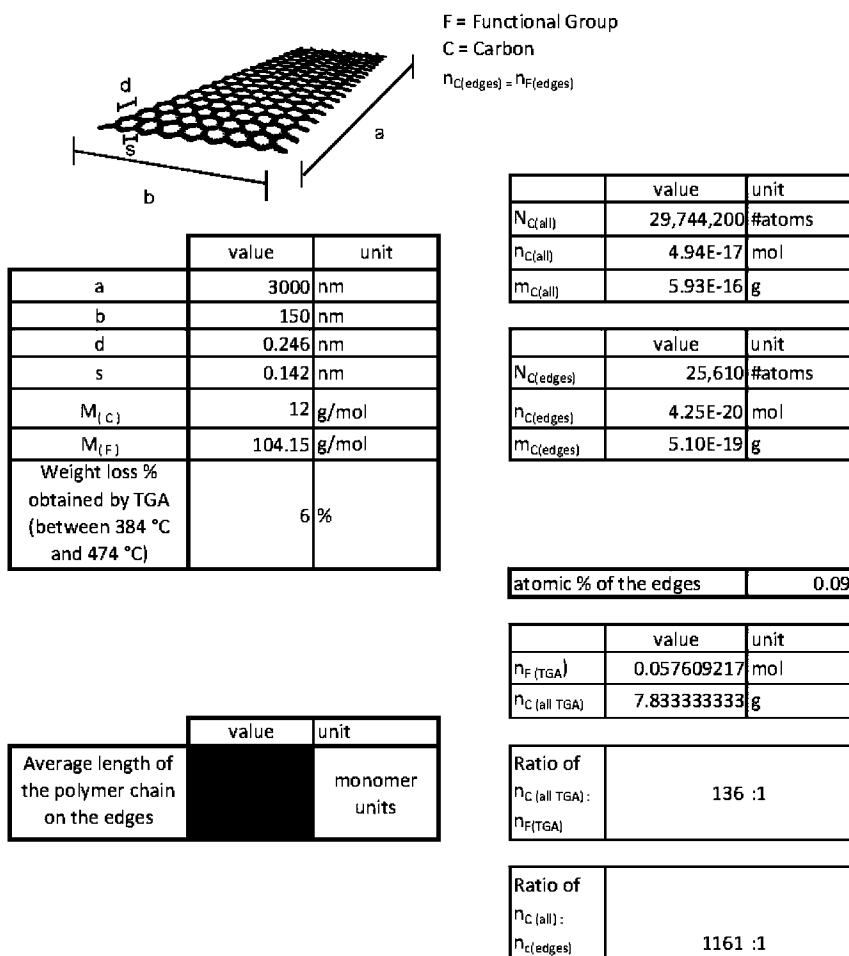 F = Functional Group
C = Carbon
nC(edges) = nF(edges)
d
s
b
a
value unit
a 3000 nm
b 150 nm
d 0.246 nm
s 0.142 nm
M( C ) 12 g/mol
M( F ) 104.15 g/mol
Weight loss %
obtained by TGA
(between 384 °C
and 474 °C)
6 %
value unit
NC(all) 29,744,200 #atoms
nC(all) 4.94E-17 mol
mC(all) 5.93E-16 g
value unit
NC(edges) 25,610 #atoms
nC(edges) 4.25E-20 mol
mC(edges) 5.10E-19 g
atomic % of the edges 0.09
value unit
nF (TGA) 0.057609217 mol
nC (all TGA) 7.833333333 g
value unit
Average length of
the polymer chain
on the edges
monomer
units
Ratio of
nC (all TGA) :
nF(TGA)
136 :1
Ratio of
nC (all) :
nc(edges)
1161 :1